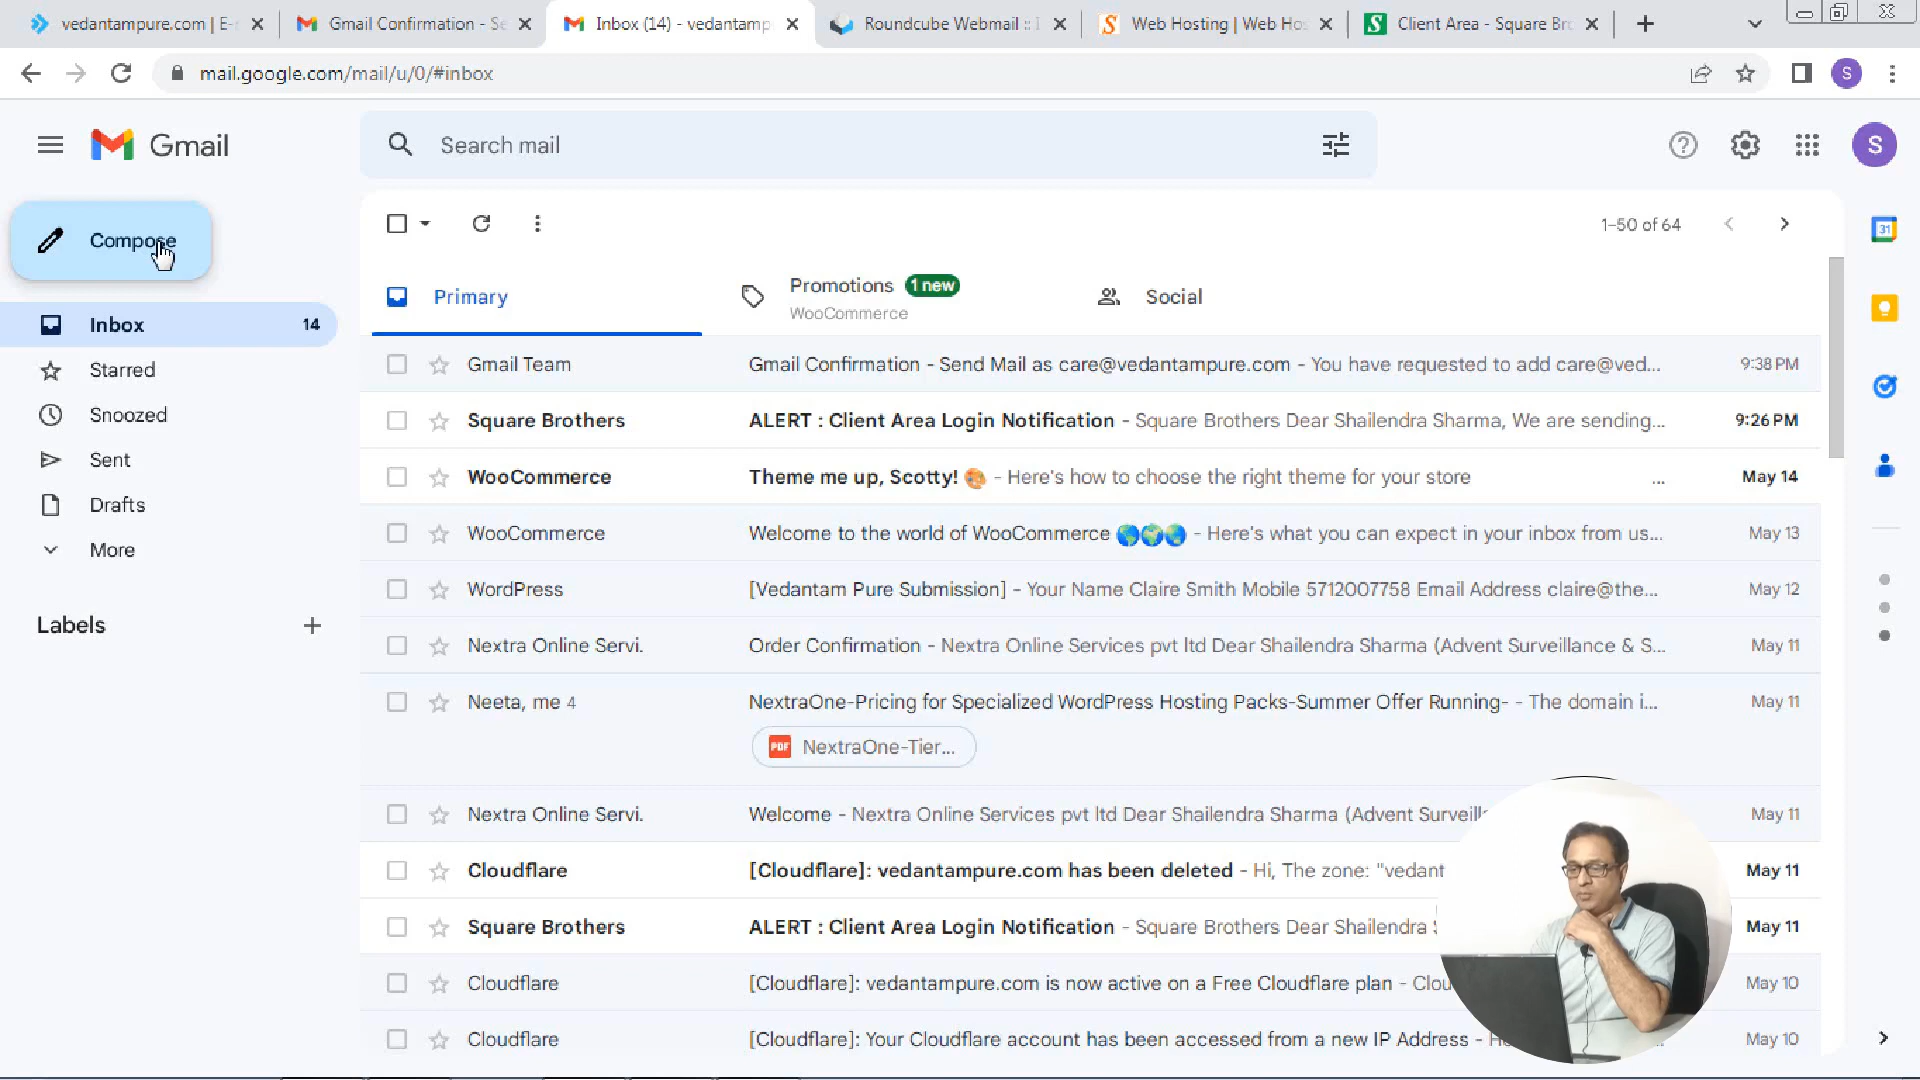 vedantampure.com | E-
Gmail Confirmation - Se
Inbox (14) - vedantamp
Roundcube Webmail ::
Web Hosting | Web Hos
Client Area - Square Br
mail.google.com/mail/u/0/#inbox
S
Gmail
Search mail
S
Compose
1–50 of 64
31
Primary
Promotions 1 new
WooCommerce
Social
Inbox 14
Starred
Snoozed
Sent
Drafts
More
Labels
Gmail Team Gmail Confirmation - Send Mail as care@vedantampure.com - You have requested to add care@ved... 9:38 PM
Square Brothers ALERT : Client Area Login Notification - Square Brothers Dear Shailendra Sharma, We are sending... 9:26 PM
WooCommerce Theme me up, Scotty! 🎨 - Here's how to choose the right theme for your store ... May 14
WooCommerce Welcome to the world of WooCommerce 🌎🌍🌏 - Here's what you can expect in your inbox from us... May 13
WordPress [Vedantam Pure Submission] - Your Name Claire Smith Mobile 5712007758 Email Address claire@the... May 12
Nextra Online Servi. Order Confirmation - Nextra Online Services pvt ltd Dear Shailendra Sharma (Advent Surveillance & S... May 11
Neeta, me 4 NextraOne-Pricing for Specialized WordPress Hosting Packs-Summer Offer Running- - The domain i... May 11
PDF NextraOne-Tier...
Nextra Online Servi. Welcome - Nextra Online Services pvt ltd Dear Shailendra Sharma (Advent Surveill May 11
Cloudflare [Cloudflare]: vedantampure.com has been deleted - Hi, The zone: "vedant May 11
Square Brothers ALERT : Client Area Login Notification - Square Brothers Dear Shailendra May 11
Cloudflare [Cloudflare]: vedantampure.com is now active on a Free Cloudflare plan - Clou May 10
Cloudflare [Cloudflare]: Your Cloudflare account has been accessed from a new IP Address - May 10